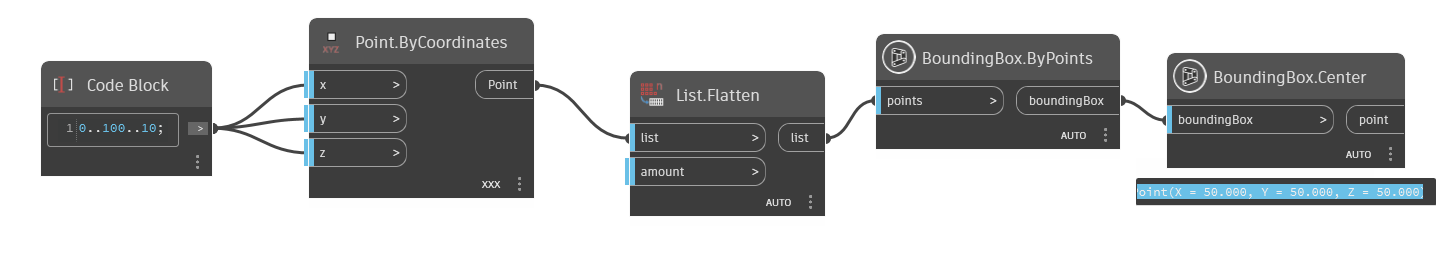 Code Block
1 0..100..10;
>
XYZ
Point.ByCoordinates
x >
Point
y >
z >
XXX
List.Flatten
list >
list
amount >
AUTO
BoundingBox.ByPoints
points >
boundingBox
AUTO
BoundingBox.Center
boundingBox >
point
AUTO
oint(X = 50.000, Y = 50.000, Z = 50.000)